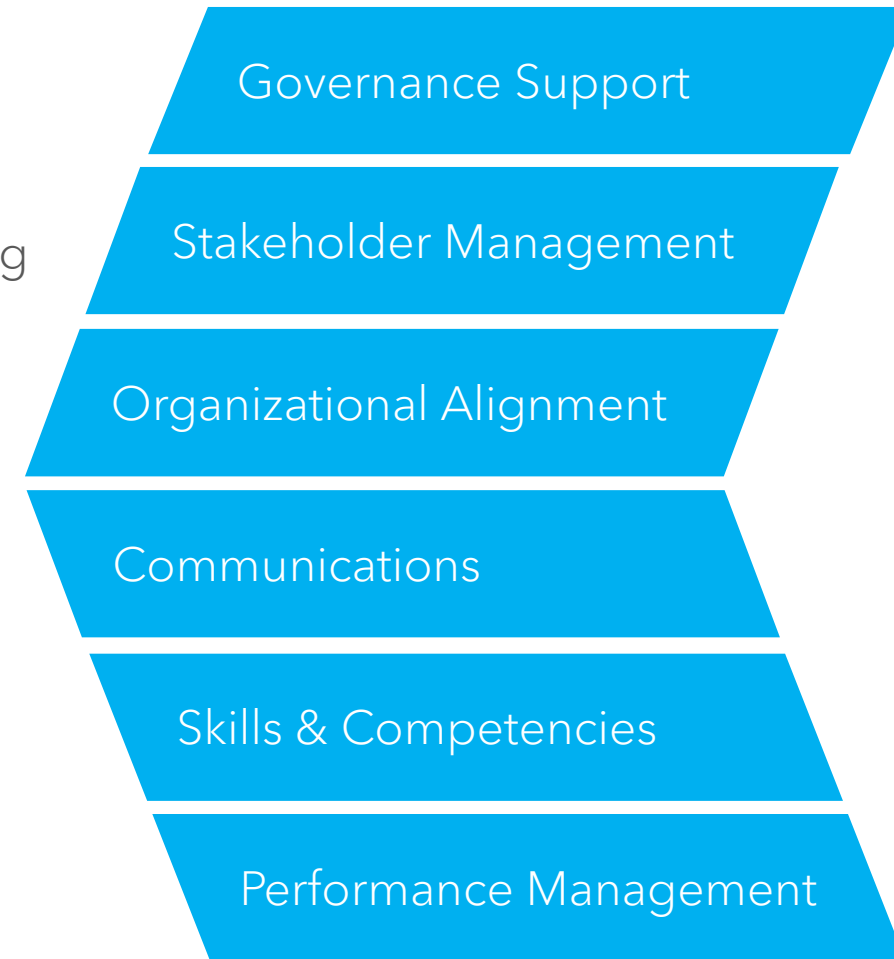 Governance Support
g
Stakeholder Management
Organizational Alignment
Communications
Skills & Competencies
Performance Management